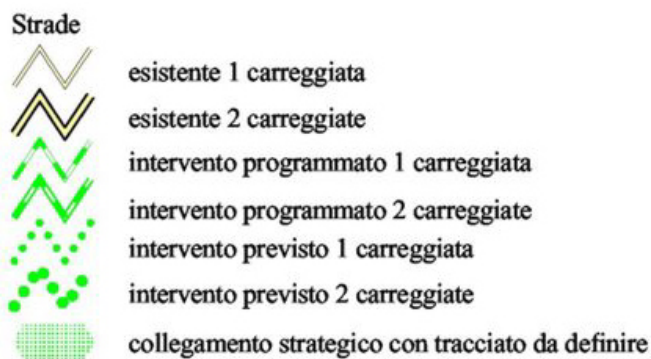 Strade
esistente 1 carreggiata
esistente 2 carreggiate
intervento programmato 1 carreggiata
intervento programmato 2 carreggiate
intervento previsto 1 carreggiata
intervento previsto 2 carreggiate
collegamento strategico con tracciato da definire